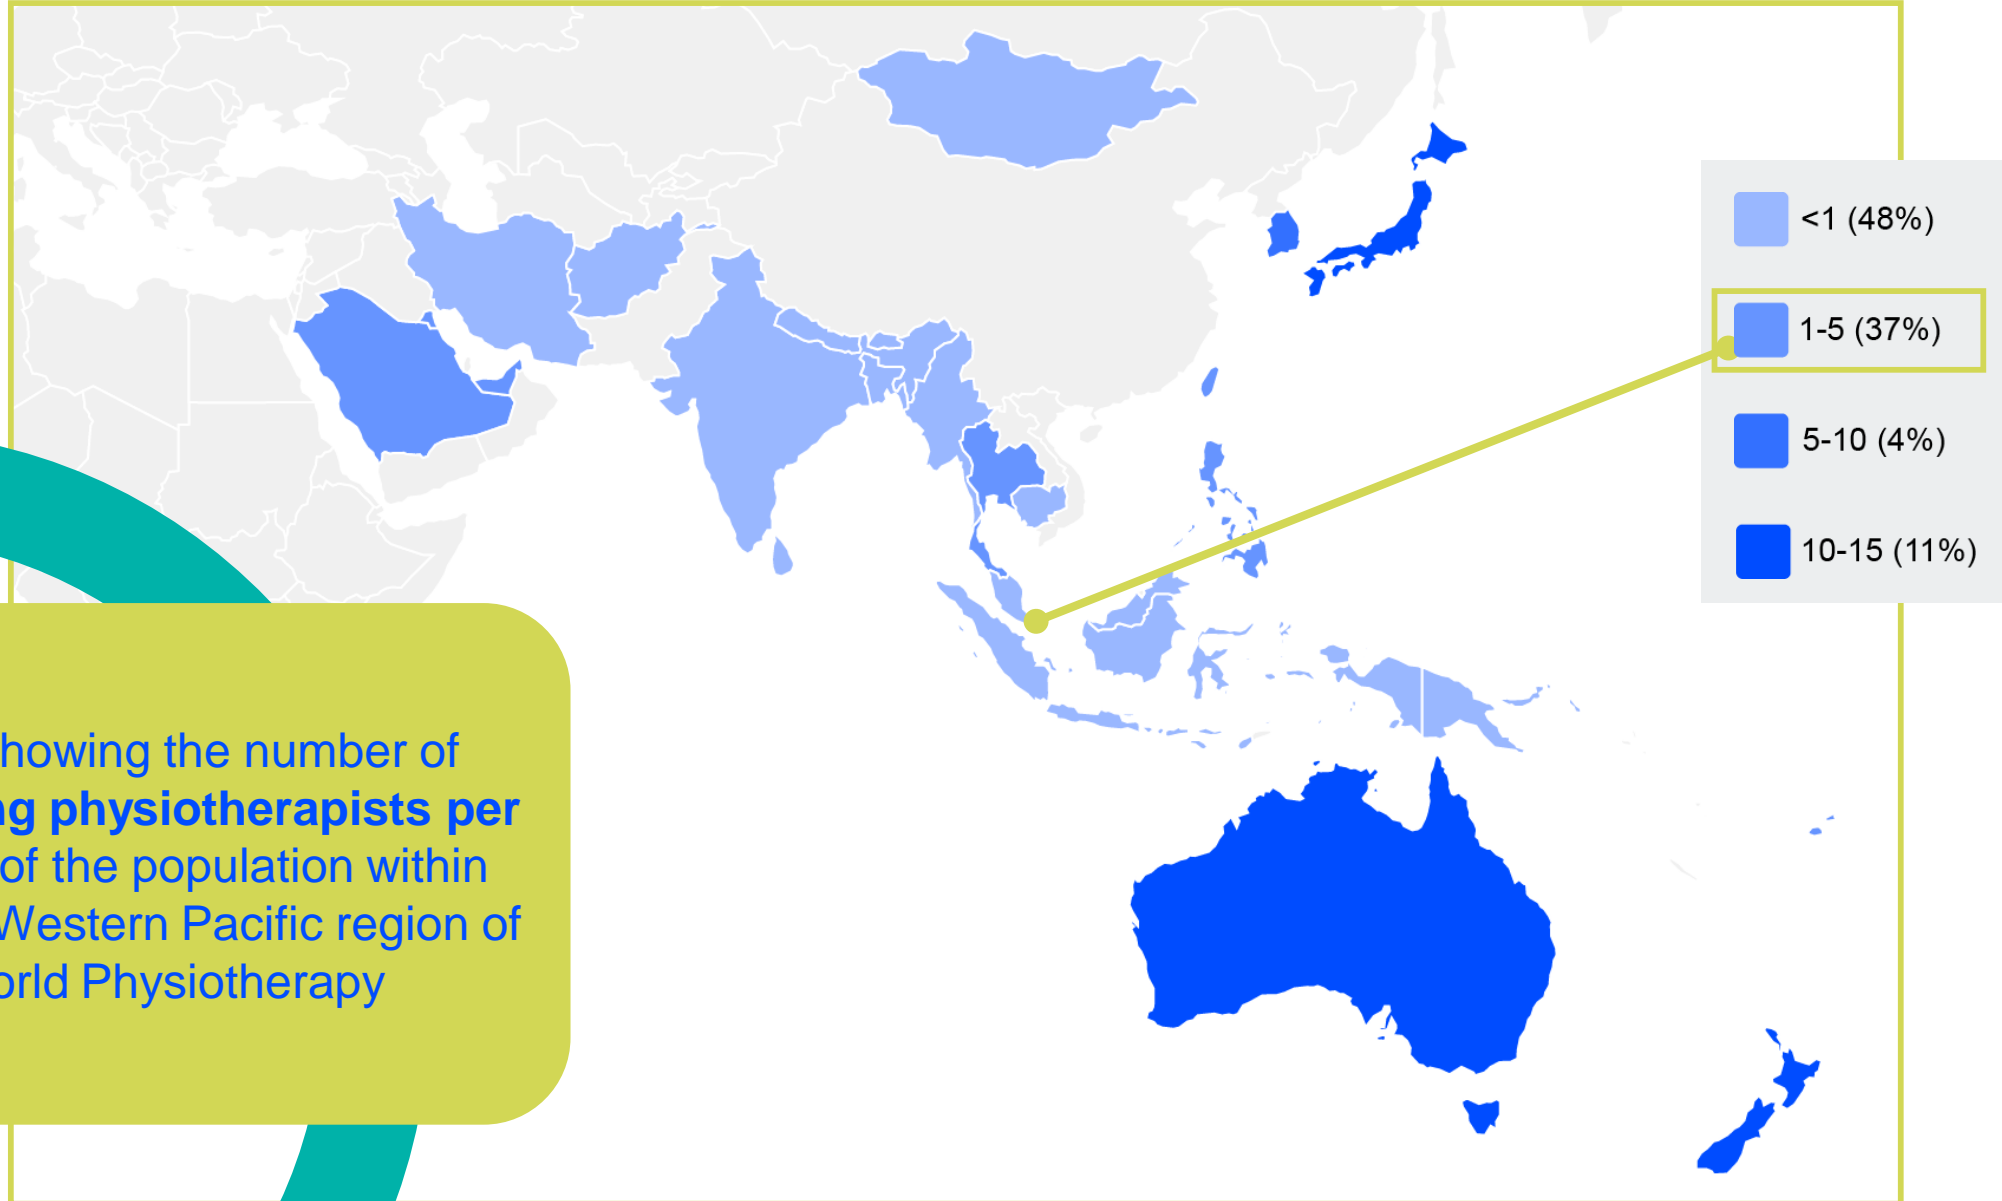 howing the number of
ng physiotherapists per
of the population within
Western Pacific region of
orld Physiotherapy
<1 (48%)
1-5 (37%)
5-10 (4%)
10-15 (11%)